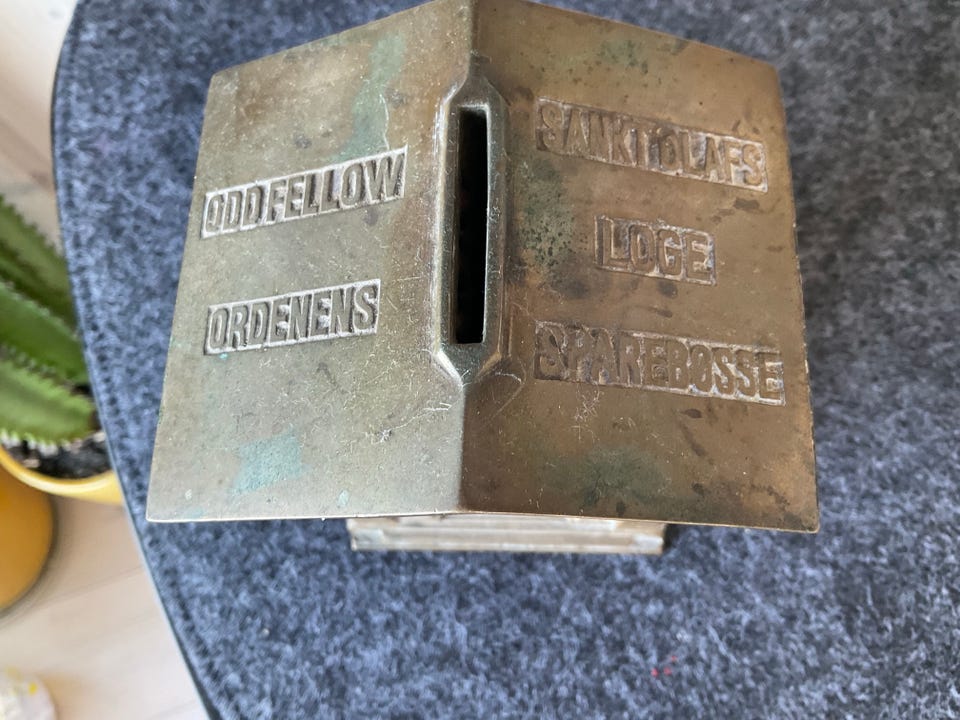 ODDFELLOW
ORDENENS
SANKT OLAFS
LOGE
SPAREBØSSE